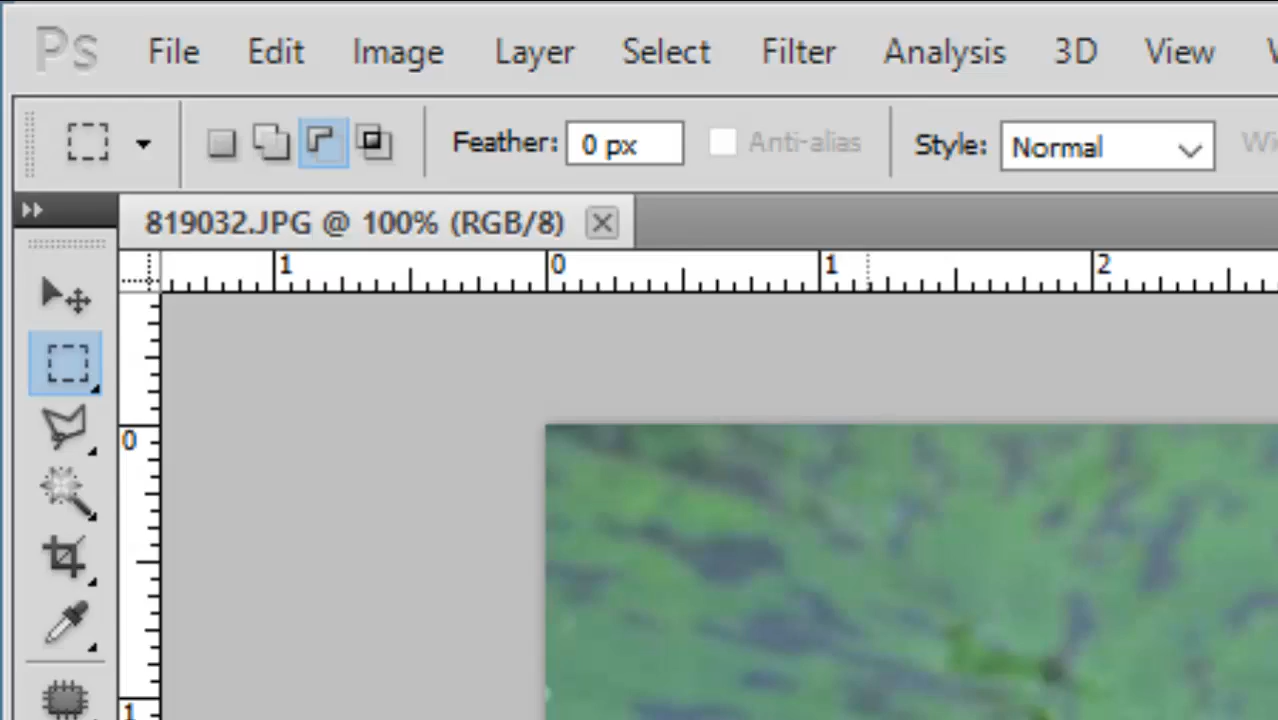 Ps File Edit Image Layer Select Filter Analysis 3D View
Feather: 0 px Anti-alias Style: Normal
819032.JPG @ 100% (RGB/8)
1 0 1 2
0
1